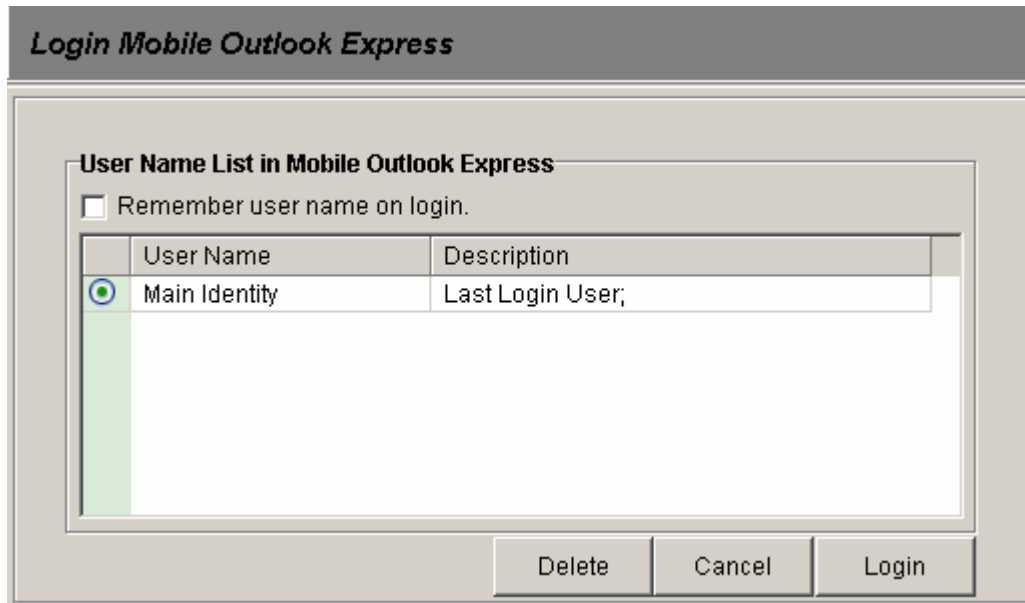 Login Mobile Outlook Express
User Name List in Mobile Outlook Express
Remember user name on login.
User Name Description
Main Identity Last Login User;
Delete Cancel Login